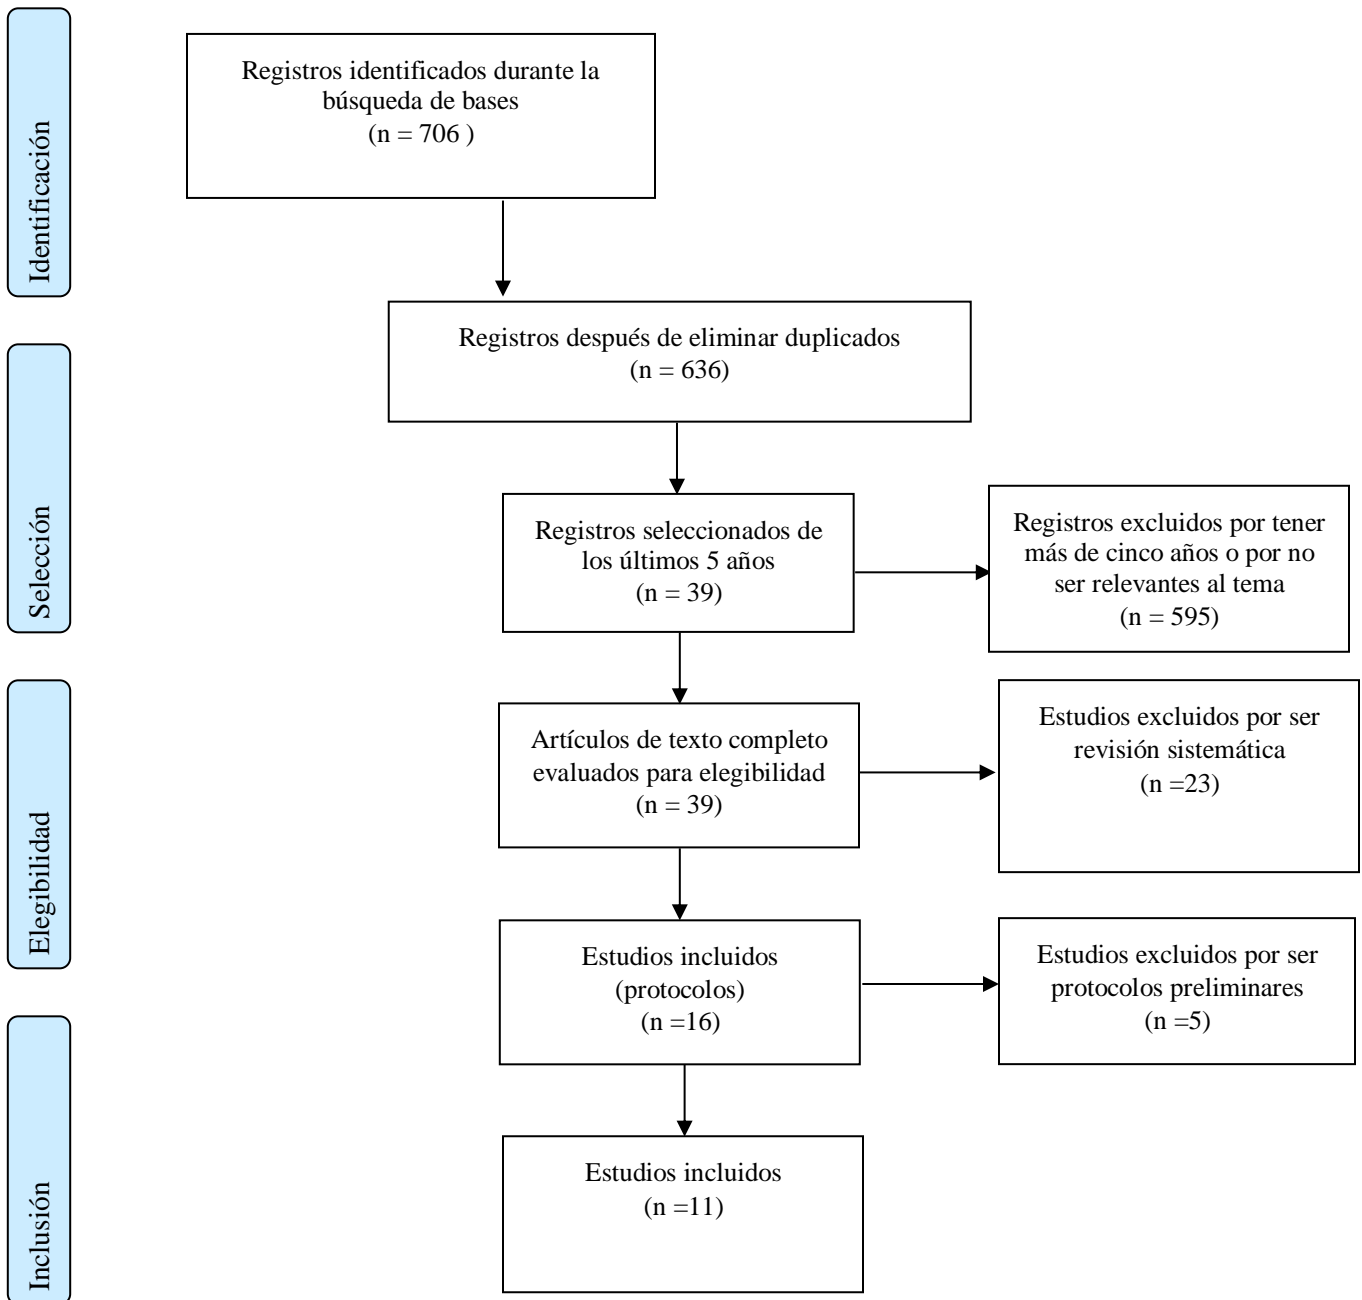 Identificación
Registros identificados durante la
búsqueda de bases
(n = 706 )
Registros después de eliminar duplicados
(n = 636)
Selección
Registros seleccionados de
los últimos 5 años
(n = 39)
Registros excluidos por tener
más de cinco años o por no
ser relevantes al tema
(n = 595)
Elegibilidad
Artículos de texto completo
evaluados para elegibilidad
(n = 39)
Estudios excluidos por ser
revisión sistemática
(n =23)
Estudios incluidos
(protocolos)
(n =16)
Estudios excluidos por ser
protocolos preliminares
(n =5)
Inclusión
Estudios incluidos
(n =11)